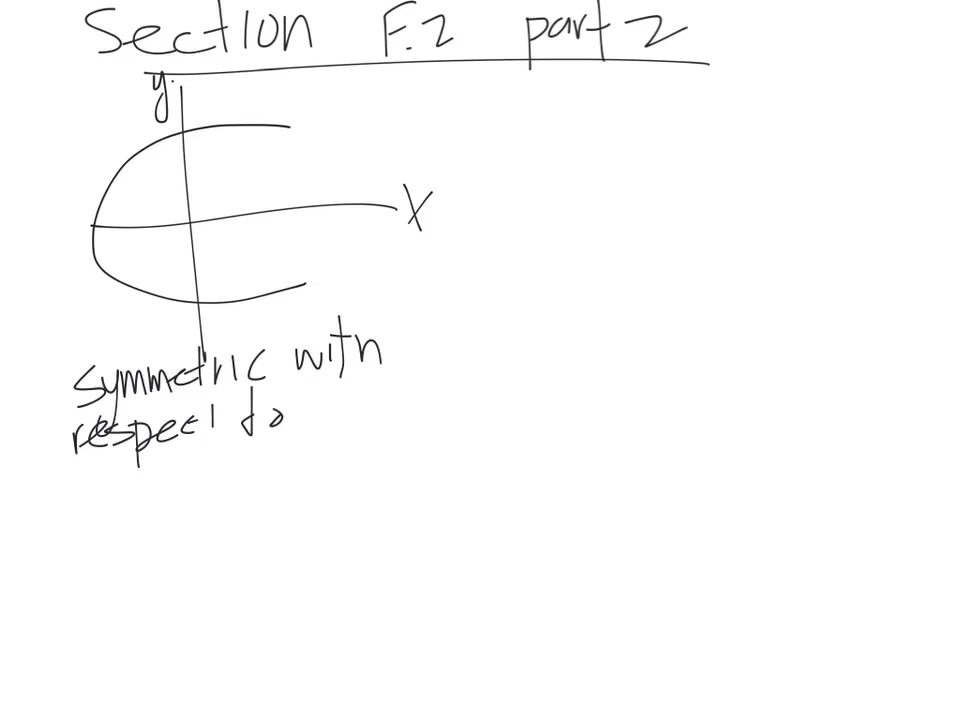 Section F.2 part 2
y
X
symmetric with
respect to